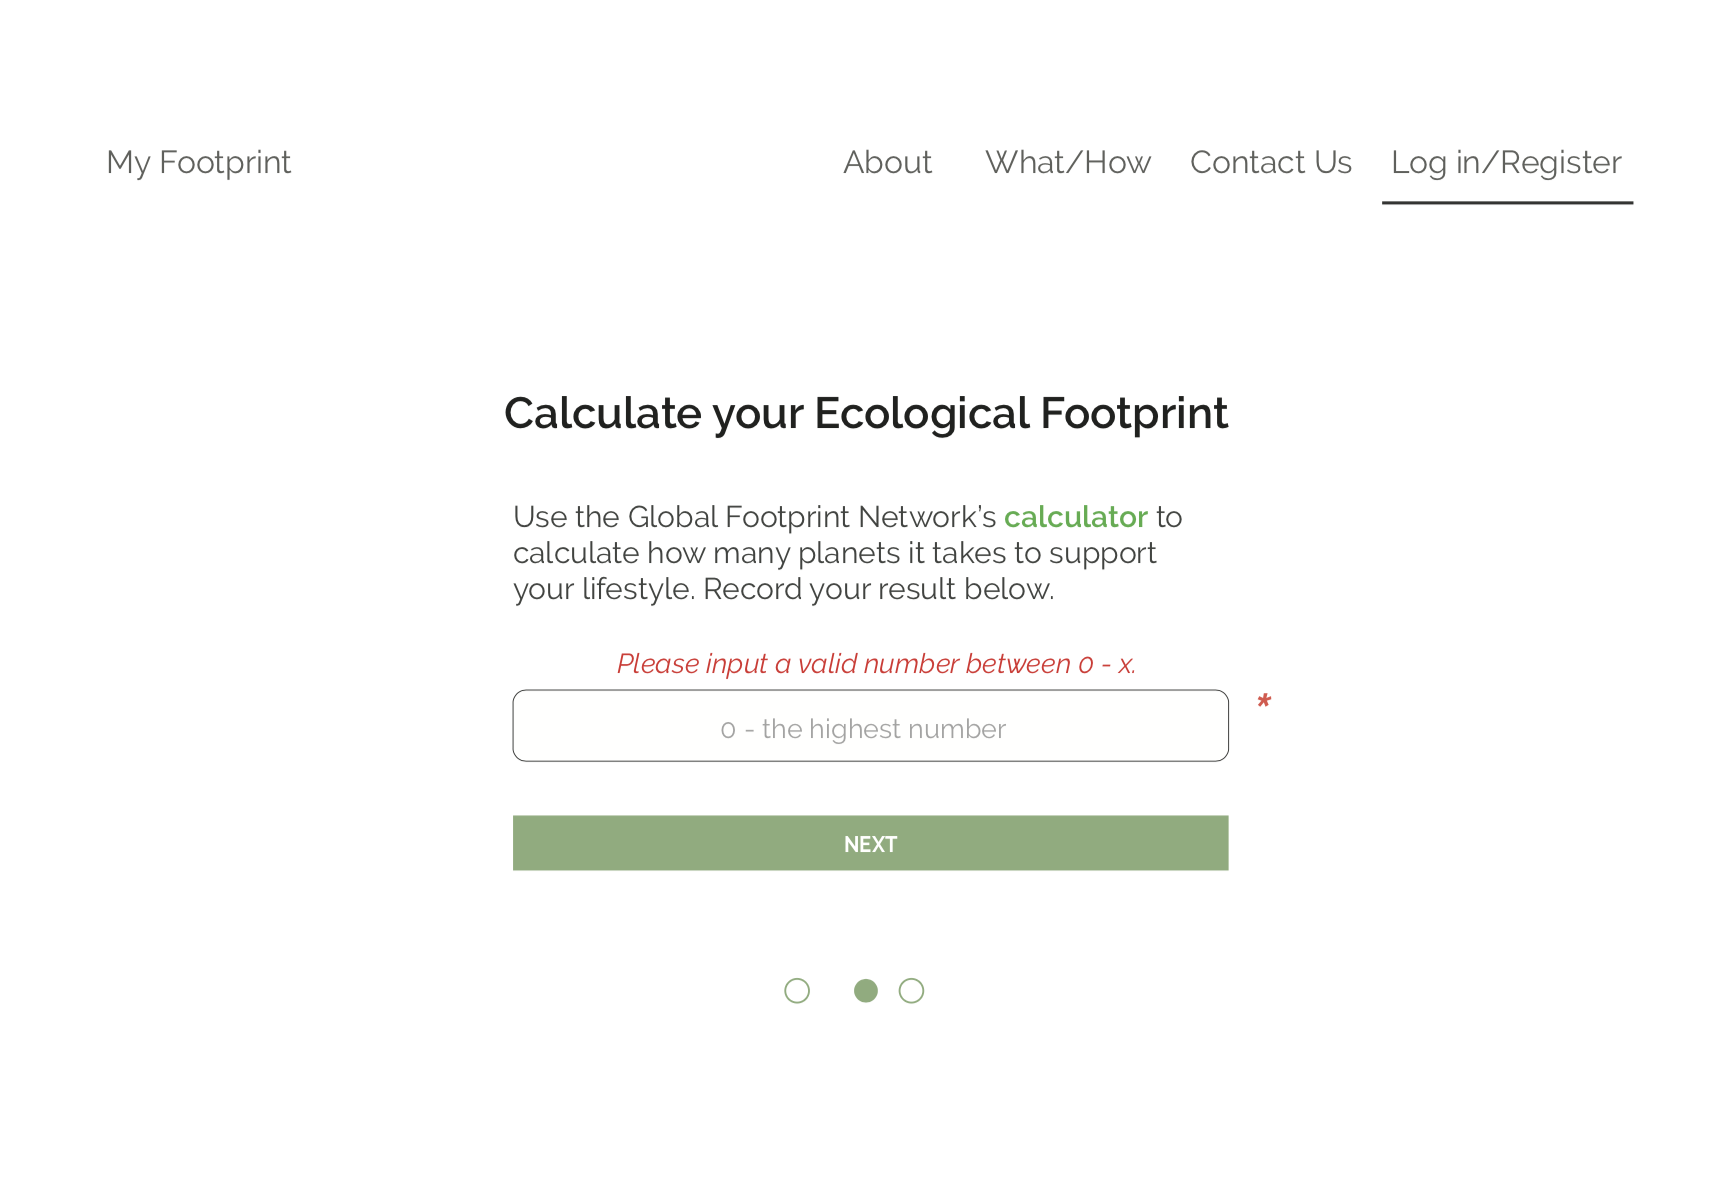 My Footprint
About What/How Contact Us Log in/Register
Calculate your Ecological Footprint
Use the Global Footprint Network’s calculator to
calculate how many planets it takes to support
your lifestyle. Record your result below.
Please input a valid number between 0 - x.
*
0 - the highest number
NEXT